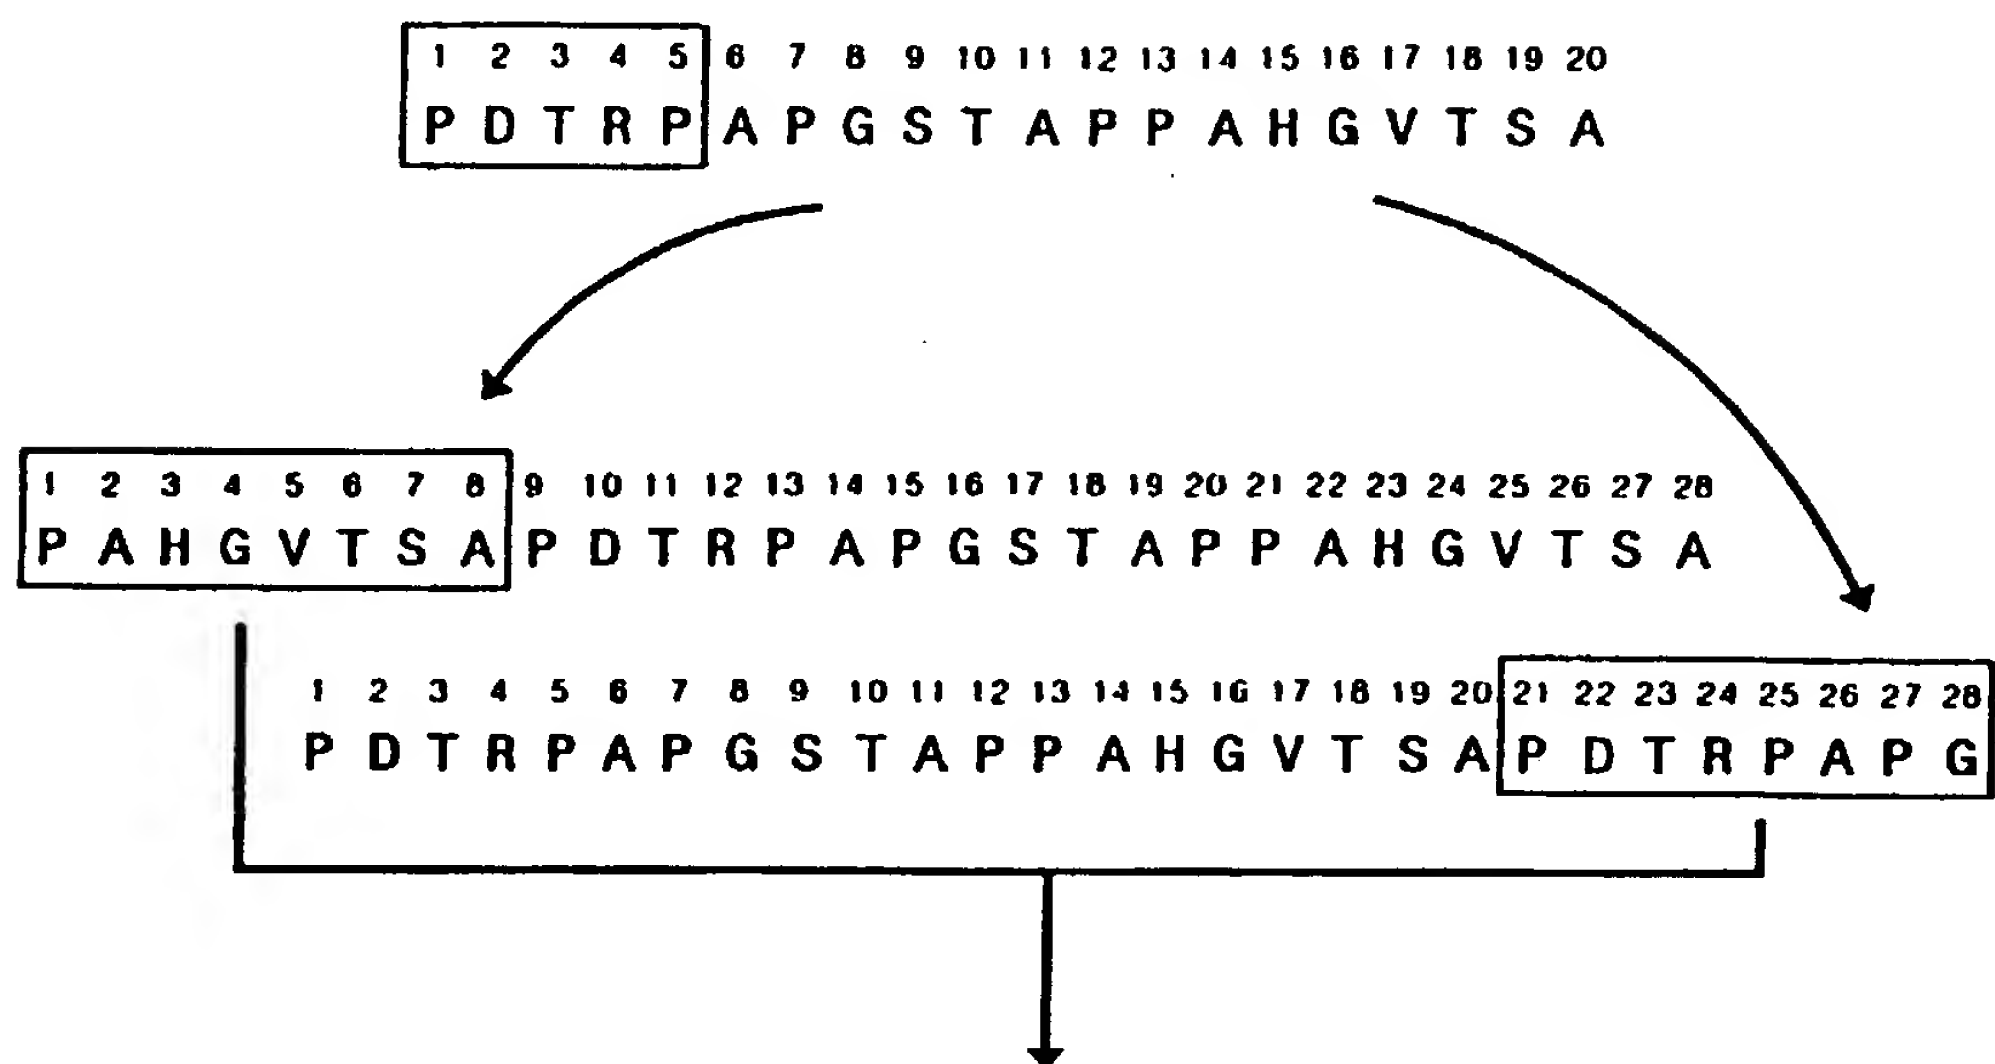 1 2 3 4 5 6 7 8 9 10 11 12 13 14 15 16 17 18 19 20
P D T R P A P G S T A P P A H G V T S A
1 2 3 4 5 6 7 8 9 10 11 12 13 14 15 16 17 18 19 20 21 22 23 24 25 26 27 28
P A H G V T S A P D T R P A P G S T A P P A H G V T S A
1 2 3 4 5 6 7 8 9 10 11 12 13 14 15 16 17 18 19 20 21 22 23 24 25 26 27 28
P D T R P A P G S T A P P A H G V T S A P D T R P A P G